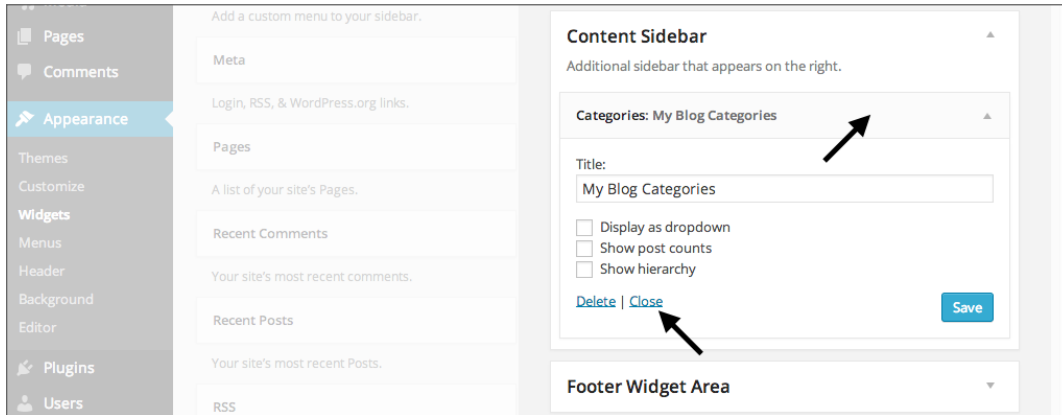 Media
Pages
Comments
Appearance
Themes
Customize
Widgets
Menus
Header
Background
Editor
Plugins
Users
Add a custom menu to your sidebar.
Meta
Login, RSS, & WordPress.org links.
Pages
A list of your site's Pages.
Recent Comments
Your site's most recent comments.
Recent Posts
Your site's most recent Posts.
RSS
Content Sidebar
Additional sidebar that appears on the right.
Categories: My Blog Categories
Title:
My Blog Categories
Display as dropdown
Show post counts
Show hierarchy
Delete | Close
Save
Footer Widget Area